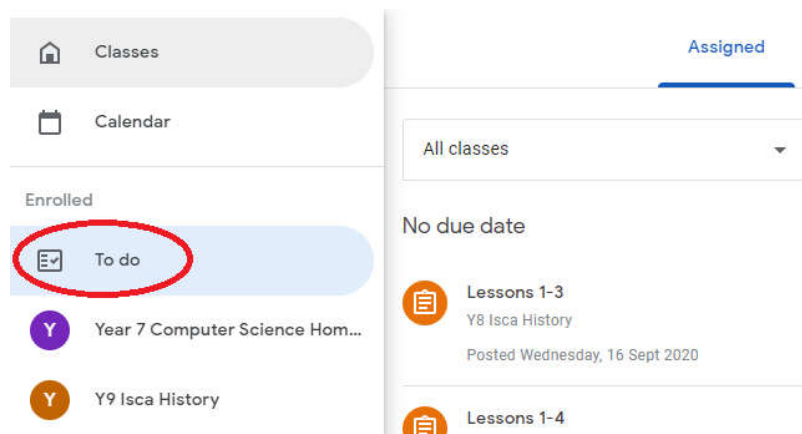 Classes
Calendar
Enrolled
To do
Y
Year 7 Computer Science Hom...
Y
Y9 Isca History
Assigned
All classes
No due date
Lessons 1-3
Y8 Isca History
Posted Wednesday, 16 Sept 2020
Lessons 1-4